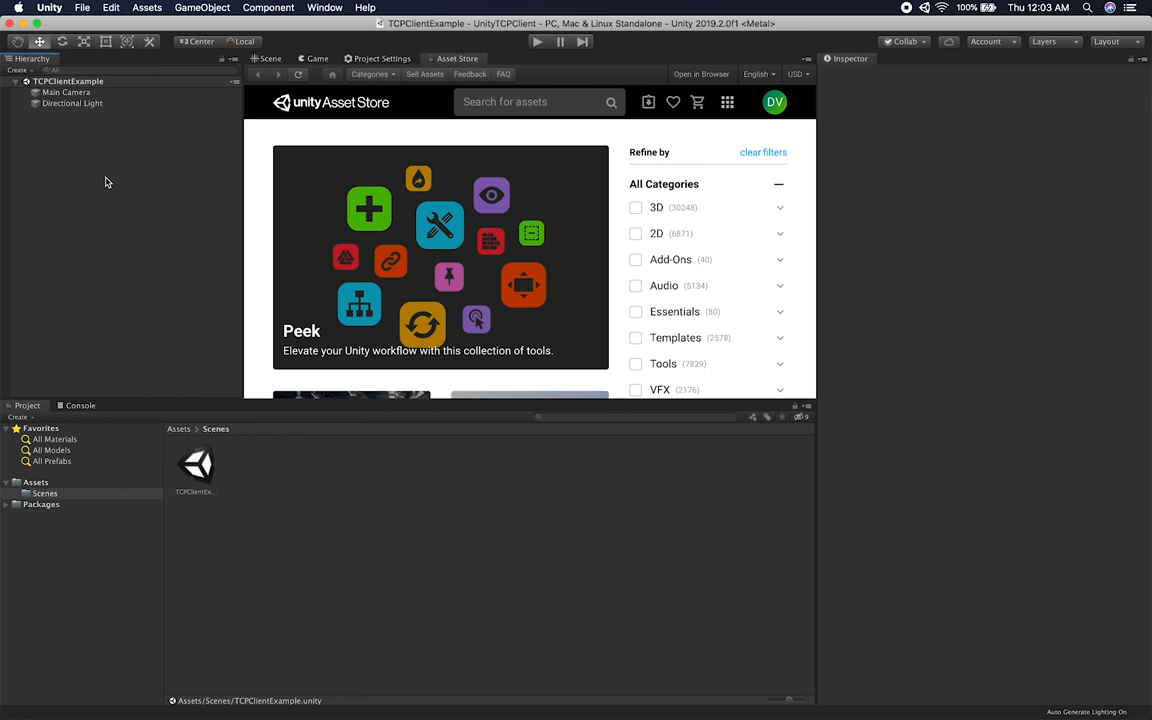 Unity File Edit Assets GameObject Component Window Help
100% Thu 12:03 AM
TCPClientExample - UnityTCPClient - PC, Mac & Linux Standalone - Unity 2019.2.0f1 <Metal>
Center Local
Collab Account Layers Layout
Hierarchy
Create All
TCPClientExample
Main Camera
Directional Light
Scene Game Project Settings Asset Store
Categories Sell Assets Feedback FAQ Open in Browser English USD
unity Asset Store Search for assets DV
Peek
Elevate your Unity workflow with this collection of tools.
Refine by clear filters
All Categories
3D (30248)
2D (6871)
Add-Ons (40)
Audio (5134)
Essentials (80)
Templates (2578)
Tools (7829)
VFX (2176)
Inspector
Project Console
Create
9
Favorites
All Materials
All Models
All Prefabs
Assets
Scenes
Packages
Assets > Scenes
TCPClientEx...
Assets/Scenes/TCPClientExample.unity
Auto Generate Lighting On